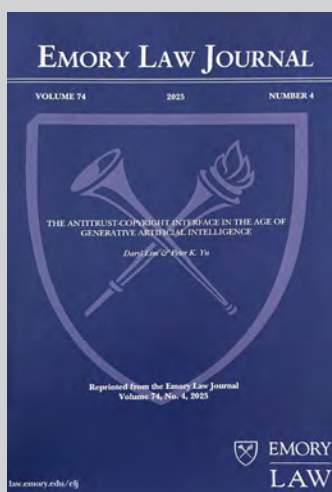 EMORY LAW JOURNAL
VOLUME 74 2025 NUMBER 4
THE ANTITRUST-COPYRIGHT INTERFACE IN THE AGE OF
GENERATIVE ARTIFICIAL INTELLIGENCE
Daryl Lim & Peter K. Yu
Reprinted from the Emory Law Journal
Volume 74, No. 4, 2025
EMORY
LAW
law.emory.edu/elj